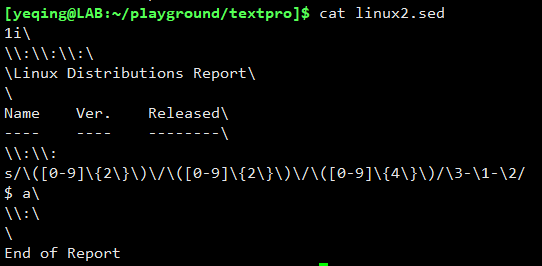 [yeqing@LAB:~/playground/textpro]$ cat linux2.sed
1i\
\\:\\:\\:\
\Linux Distributions Report\
\
Name    Ver.    Released\
----    ----    --------\
\\:\\:
s/\([0-9]\{2\}\)\/\([0-9]\{2\}\)\/\([0-9]\{4\}\)/\3-\1-\2/
$ a\
\\:\
\
End of Report